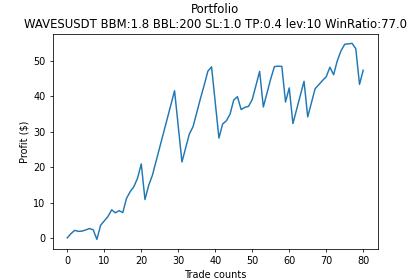 Portfolio
WAVESUSDT BBM:1.8 BBL:200 SL:1.0 TP:0.4 lev:10 WinRatio:77.0
50
40
30
20
10
0
Profit ($)
0 10 20 30 40 50 60 70 80
Trade counts